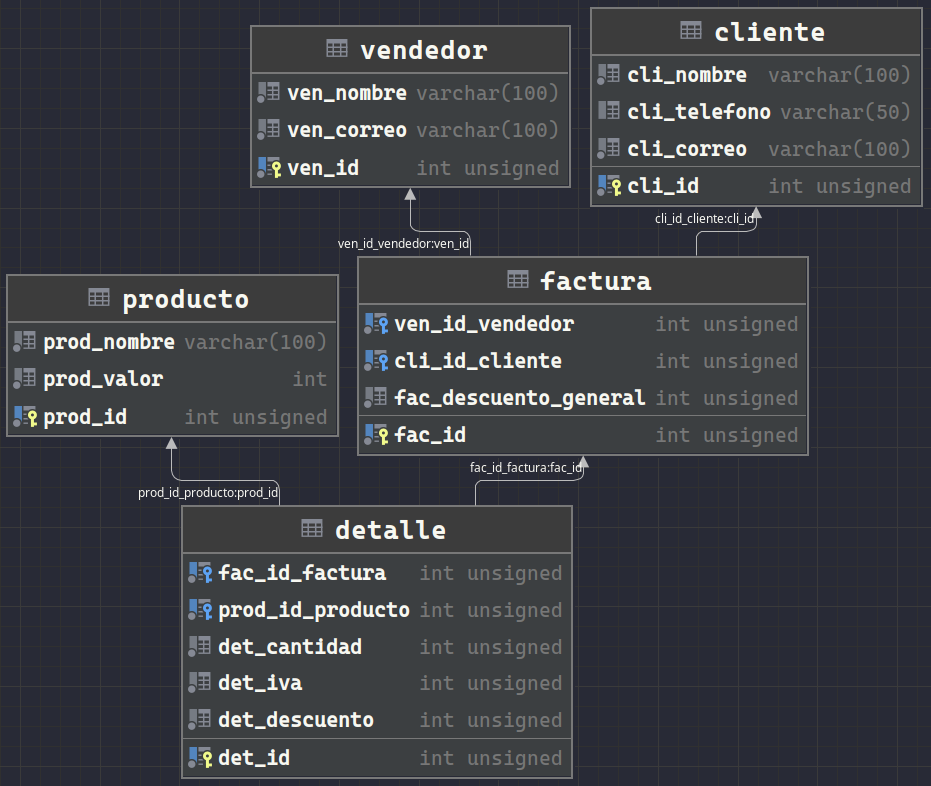 vendedor
ven_nombre varchar(100)
ven_correo varchar(100)
ven_id int unsigned
cliente
cli_nombre varchar(100)
cli_telefono varchar(50)
cli_correo varchar(100)
cli_id int unsigned
cli_id_cliente:cli_id
ven_id_vendedor:ven_id
producto
prod_nombre varchar(100)
prod_valor int
prod_id int unsigned
factura
ven_id_vendedor int unsigned
cli_id_cliente int unsigned
fac_descuento_general int unsigned
fac_id int unsigned
fac_id_factura:fac_id
prod_id_producto:prod_id
detalle
fac_id_factura int unsigned
prod_id_producto int unsigned
det_cantidad int unsigned
det_iva int unsigned
det_descuento int unsigned
det_id int unsigned